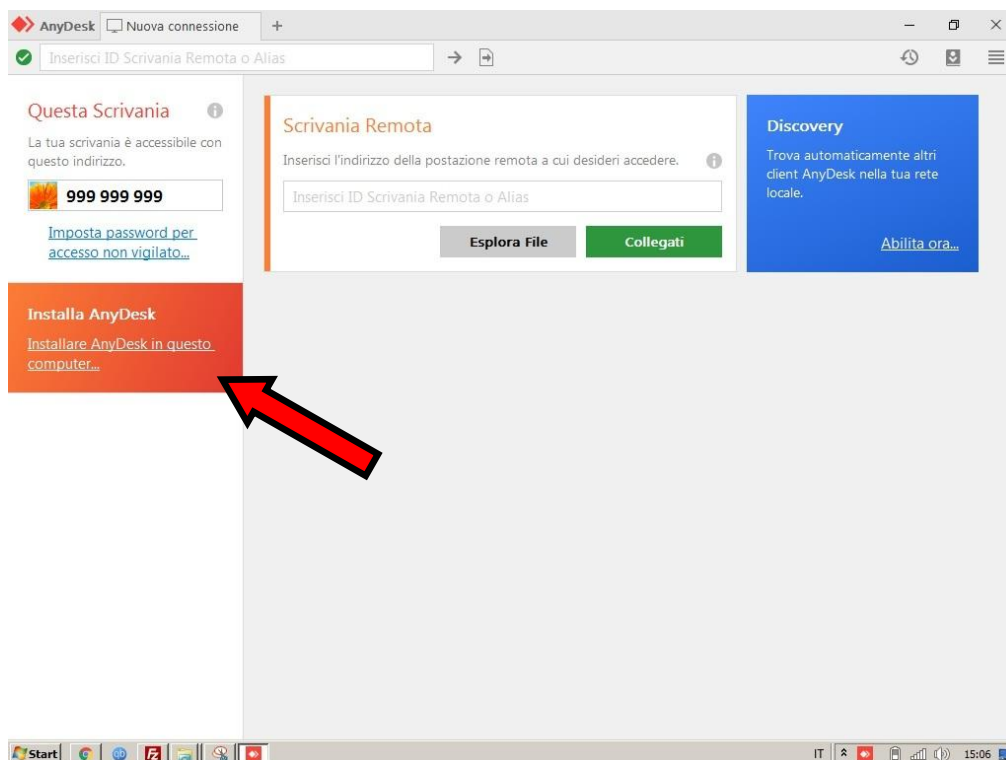 AnyDesk
Nuova connessione
Inserisci ID Scrivania Remota o Alias
Questa Scrivania
La tua scrivania è accessibile con
questo indirizzo.
999 999 999
Imposta password per
accesso non vigilato...
Installa AnyDesk
Installare AnyDesk in questo
computer...
Scrivania Remota
Inserisci l'indirizzo della postazione remota a cui desideri accedere.
Inserisci ID Scrivania Remota o Alias
Esplora File
Collegati
Discovery
Trova automaticamente altri
client AnyDesk nella tua rete
locale.
Abilita ora...
Start
IT
15:06